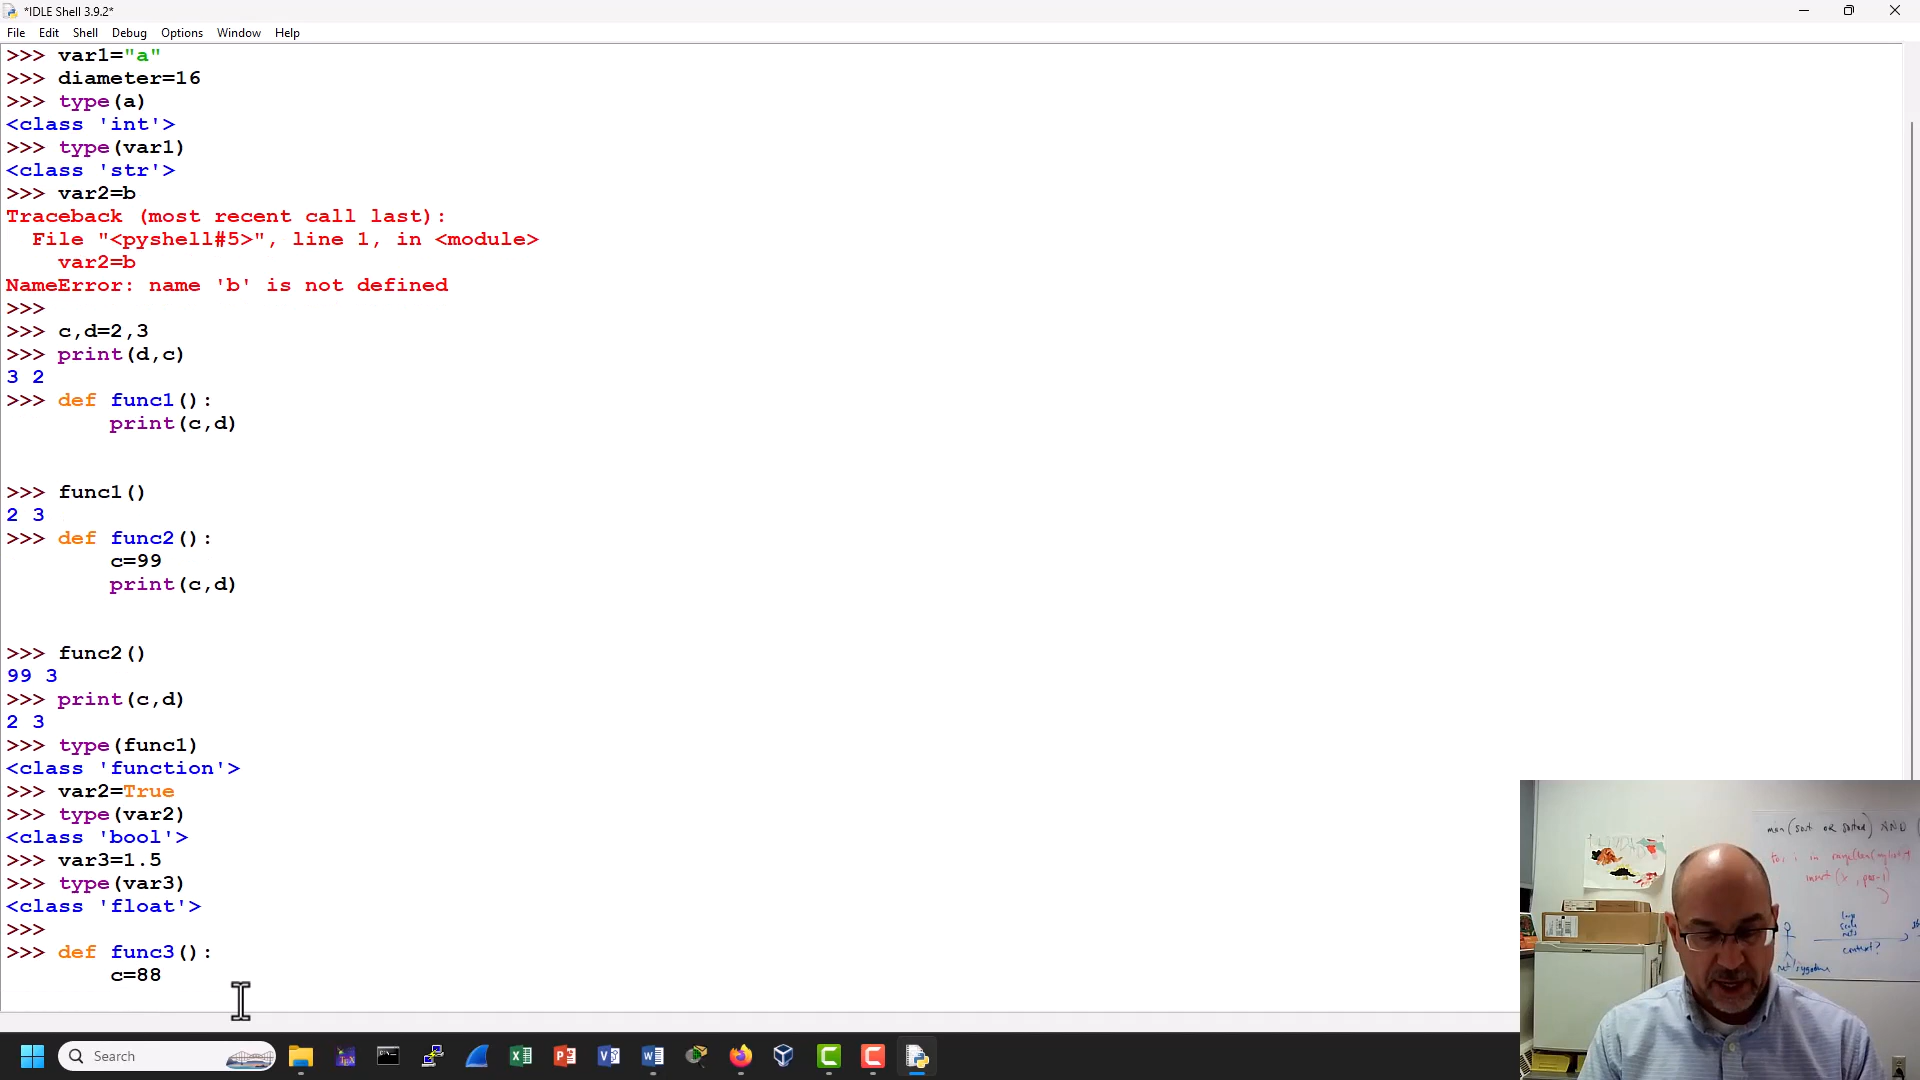 *IDLE Shell 3.9.2*
File Edit Shell Debug Options Window Help
>>> var1="a"
>>> diameter=16
>>> type(a)
<class 'int'>
>>> type(var1)
<class 'str'>
>>> var2=b
Traceback (most recent call last):
  File "<pyshell#5>", line 1, in <module>
    var2=b
NameError: name 'b' is not defined
>>>
>>> c,d=2,3
>>> print(d,c)
3 2
>>> def func1():
        print(c,d)
>>> func1()
2 3
>>> def func2():
        c=99
        print(c,d)
>>> func2()
99 3
>>> print(c,d)
2 3
>>> type(func1)
<class 'function'>
>>> var2=True
>>> type(var2)
<class 'bool'>
>>> var3=1.5
>>> type(var3)
<class 'float'>
>>>
>>> def func3():
        c=88
Search